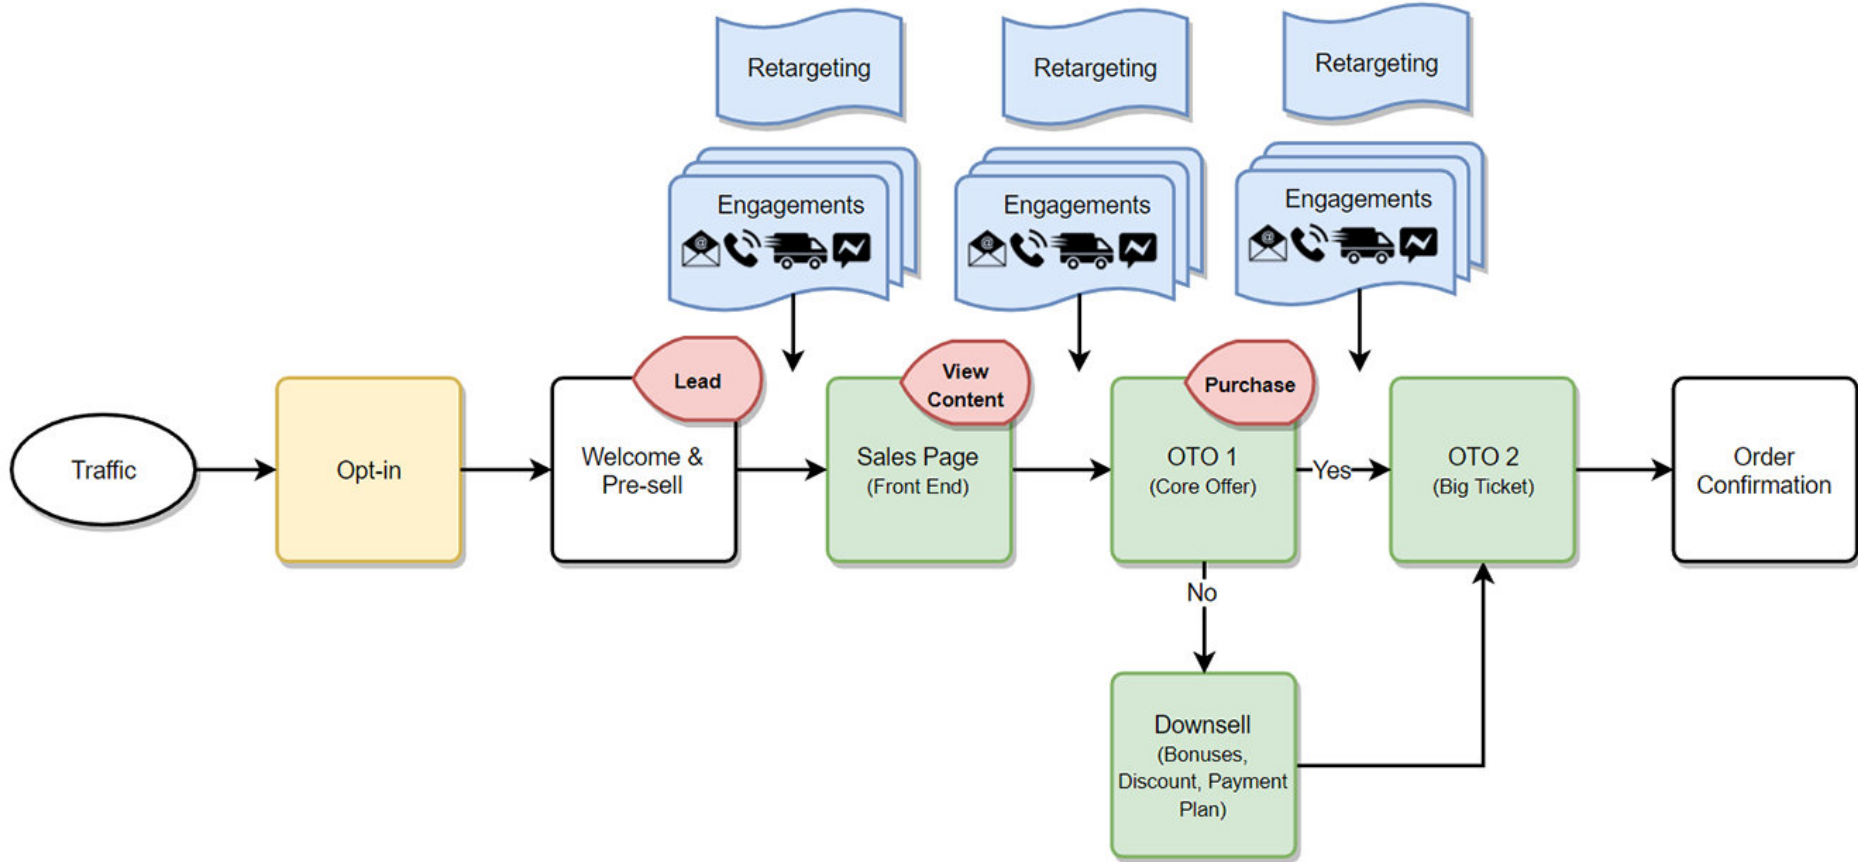 Retargeting
Retargeting
Retargeting
Engagements
@
Engagements
@
Engagements
@
Lead
View
Content
Purchase
Traffic
Opt-in
Welcome &
Pre-sell
Sales Page
(Front End)
OTO 1
(Core Offer)
Yes
OTO 2
(Big Ticket)
Order
Confirmation
No
Downsell
(Bonuses,
Discount, Payment
Plan)